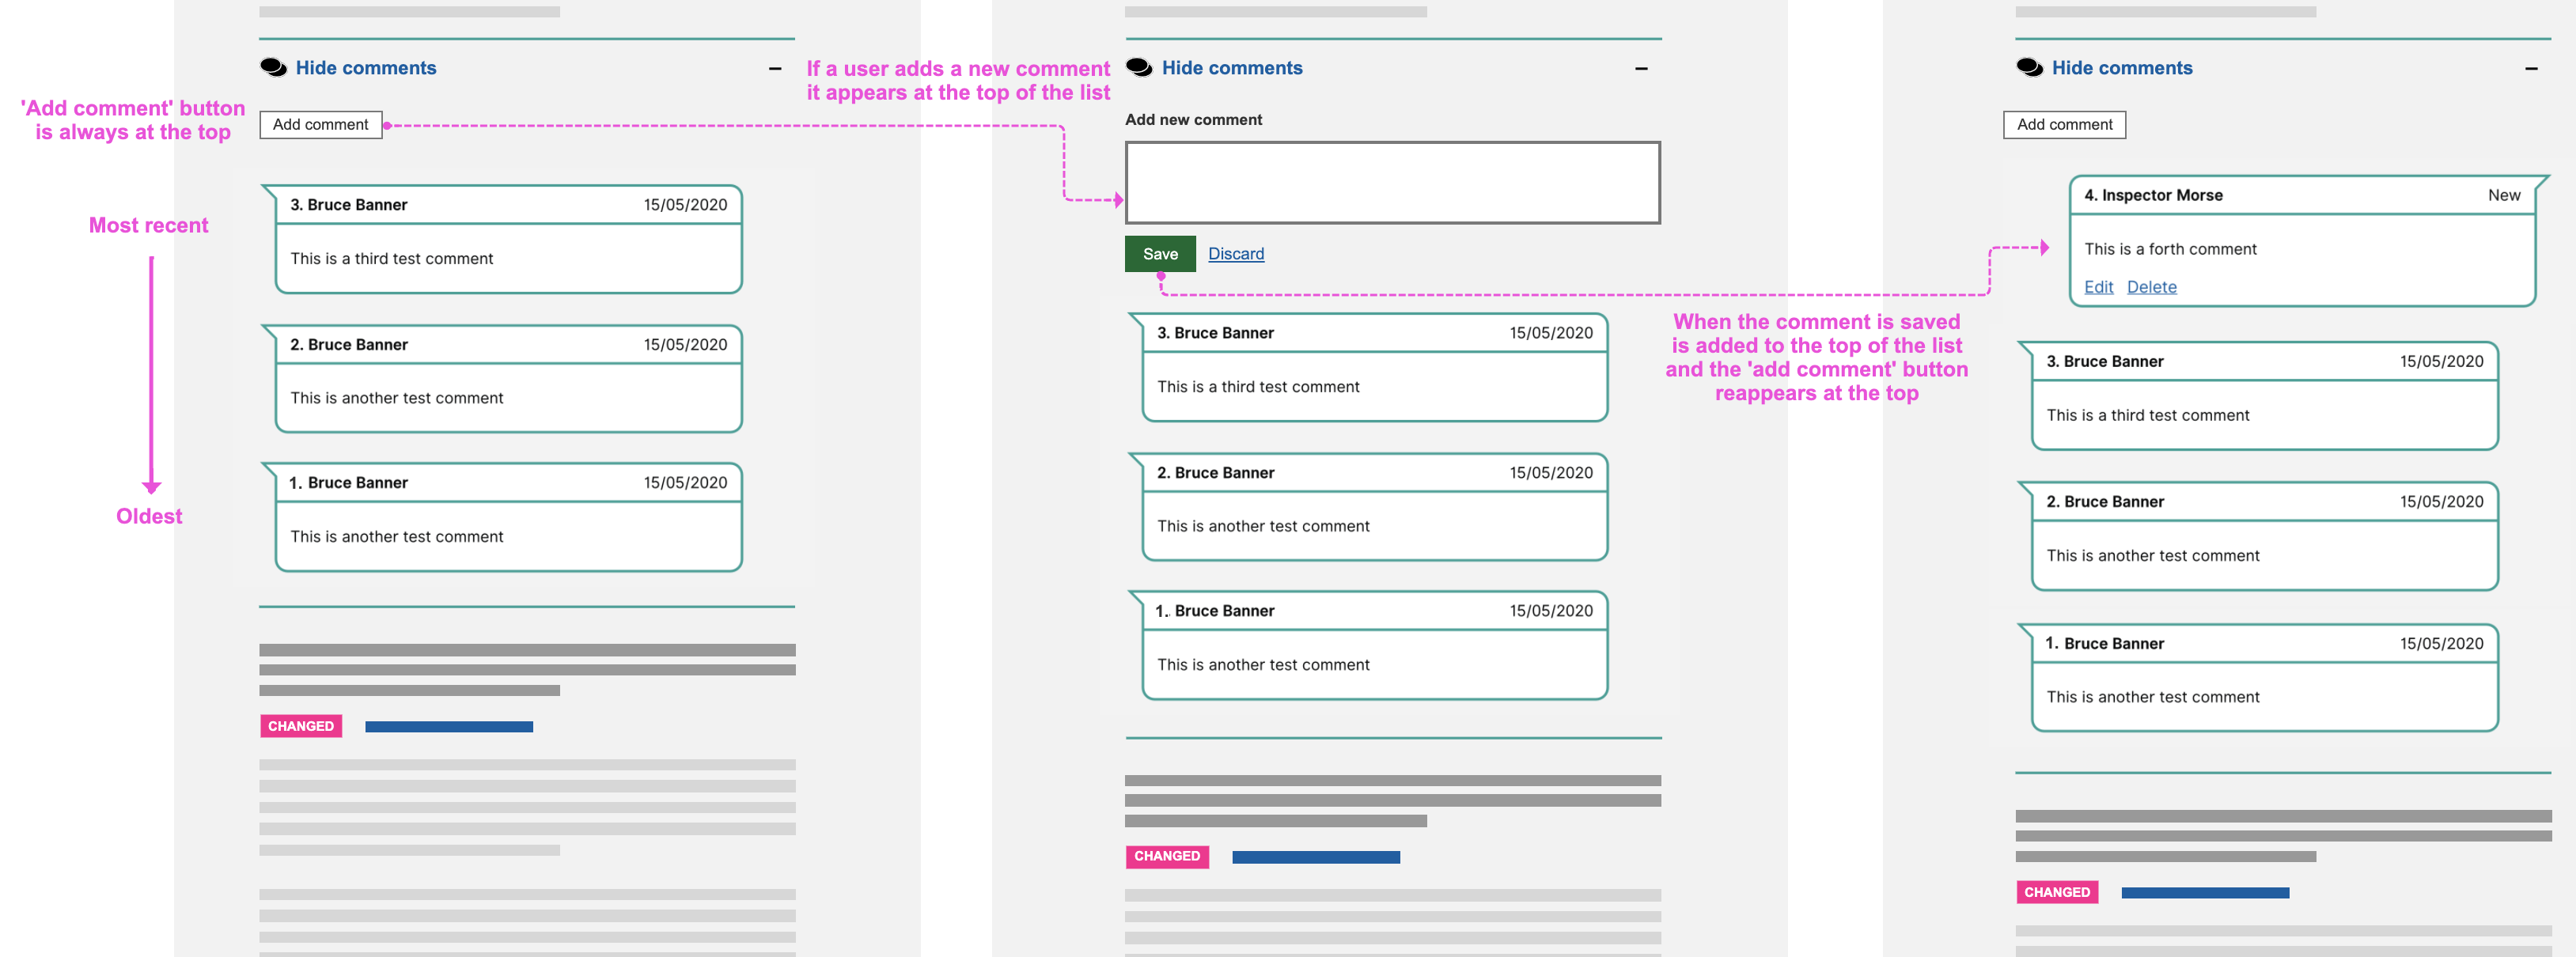 'Add comment' button
is always at the top
Most recent
Oldest
Hide comments
Add comment
3. Bruce Banner 15/05/2020
This is a third test comment
2. Bruce Banner 15/05/2020
This is another test comment
1. Bruce Banner 15/05/2020
This is another test comment
CHANGED
If a user adds a new comment
it appears at the top of the list
Hide comments
Add new comment
Save Discard
3. Bruce Banner 15/05/2020
This is a third test comment
2. Bruce Banner 15/05/2020
This is another test comment
1. Bruce Banner 15/05/2020
This is another test comment
CHANGED
When the comment is saved
is added to the top of the list
and the 'add comment' button
reappears at the top
Hide comments
Add comment
4. Inspector Morse New
This is a forth comment
Edit Delete
3. Bruce Banner 15/05/2020
This is a third test comment
2. Bruce Banner 15/05/2020
This is another test comment
1. Bruce Banner 15/05/2020
This is another test comment
CHANGED